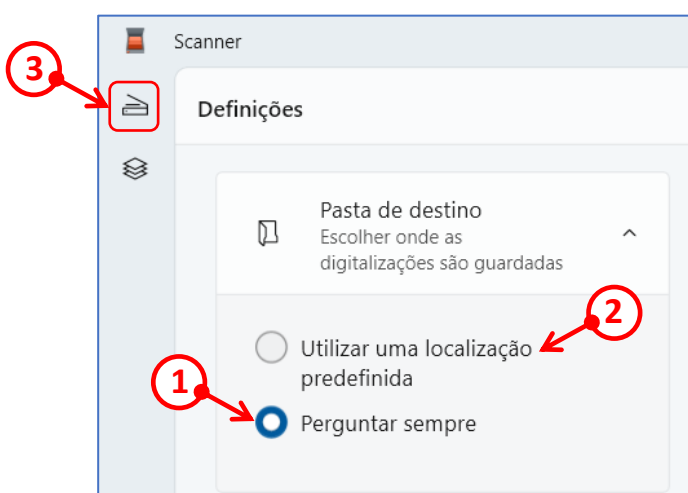 Scanner
3
Definições
Pasta de destino
Escolher onde as
digitalizações são guardadas
2
Utilizar uma localização
predefinida
1
Perguntar sempre